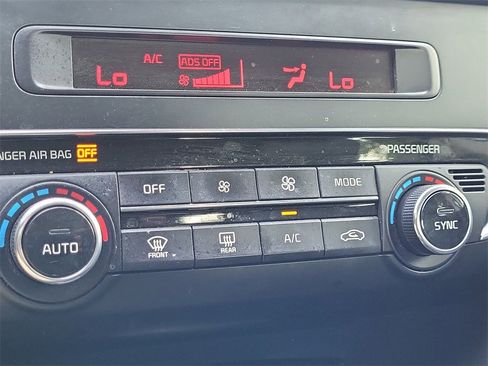 A/C ADS OFF
Lo Lo
NGER AIR BAG OFF PASSENGER
OFF MODE
AUTO SYNC
FRONT REAR A/C